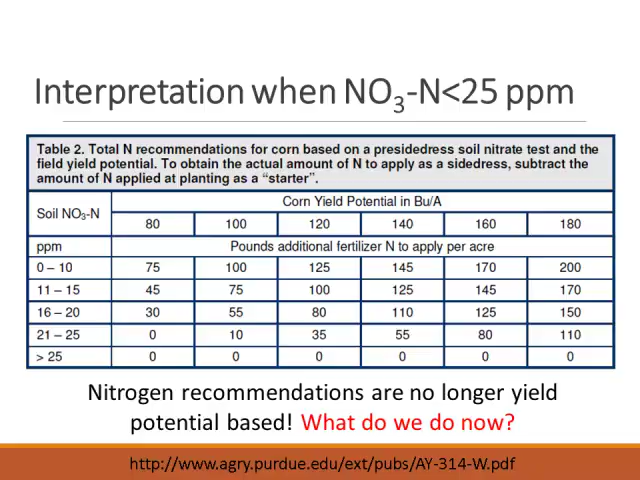 Interpretation when NO3-N<25 ppm
Table 2. Total N recommendations for corn based on a presidedress soil nitrate test and the
field yield potential. To obtain the actual amount of N to apply as a sidedress, subtract the
amount of N applied at planting as a “starter”.
Soil NO3-N
Corn Yield Potential in Bu/A
80 100 120 140 160 180
ppm Pounds additional fertilizer N to apply per acre
0 – 10 75 100 125 145 170 200
11 – 15 45 75 100 125 145 170
16 – 20 30 55 80 110 125 150
21 – 25 0 10 35 55 80 110
> 25 0 0 0 0 0 0
Nitrogen recommendations are no longer yield
potential based! What do we do now?
http://www.agry.purdue.edu/ext/pubs/AY-314-W.pdf